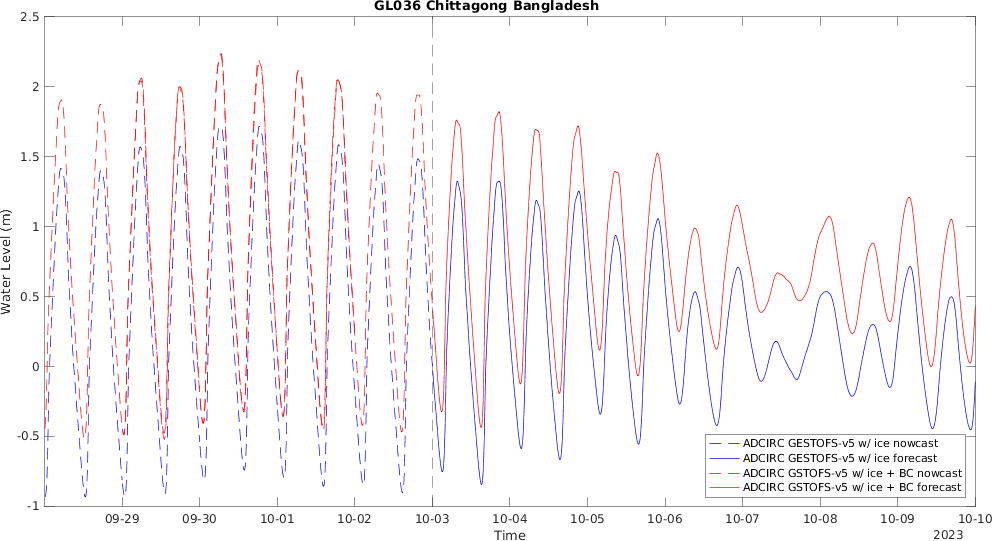 GL036 Chittagong Bangladesh
2.5
2
1.5
1
0.5
0
-0.5
-1
Water Level (m)
09-29 09-30 10-01 10-02 10-03 10-04 10-05 10-06 10-07 10-08 10-09 10-10
Time
2023
ADCIRC GESTOFS-v5 w/ ice nowcast
ADCIRC GESTOFS-v5 w/ ice forecast
ADCIRC GSTOFS-v5 w/ ice + BC nowcast
ADCIRC GSTOFS-v5 w/ ice + BC forecast